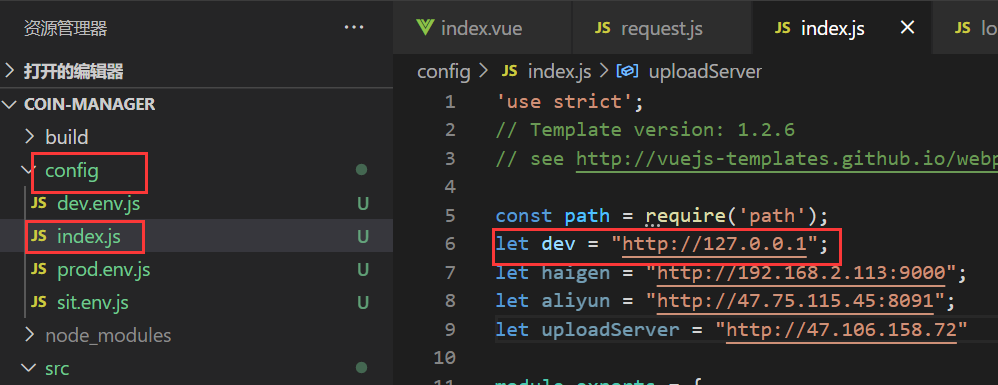 资源管理器 ...
打开的编辑器
COIN-MANAGER
build
config
JS dev.env.js U
JS index.js U
JS prod.env.js U
JS sit.env.js U
node_modules
src
index.vue JS request.js JS index.js ×
config > JS index.js > uploadServer
1 'use strict';
2 // Template version: 1.2.6
3 // see http://vuejs-templates.github.io/webp
4
5 const path = require('path');
6 let dev = "http://127.0.0.1";
7 let haigen = "http://192.168.2.113:9000";
8 let aliyun = "http://47.75.115.45:8091";
9 let uploadServer = "http://47.106.158.72"
10
11 module.exports = {